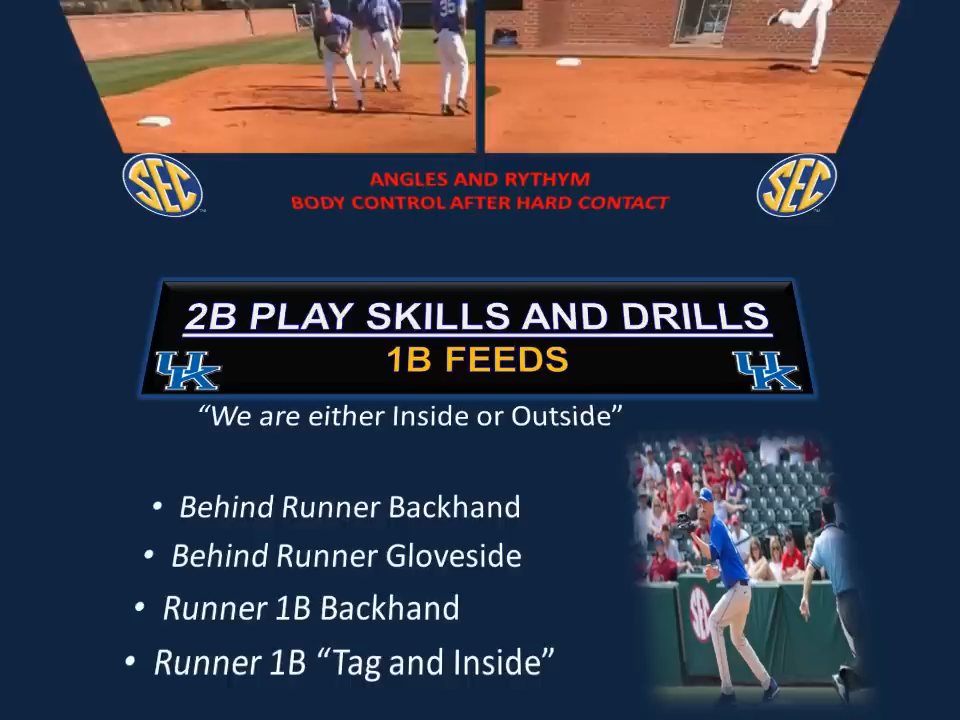 35
SEC
SEC
ANGLES AND RYTHYM
BODY CONTROL AFTER HARD CONTACT
2B PLAY SKILLS AND DRILLS
1B FEEDS
UK
UK
“We are either Inside or Outside”
• Behind Runner Backhand
• Behind Runner Gloveside
• Runner 1B Backhand
• Runner 1B “Tag and Inside”
SEC